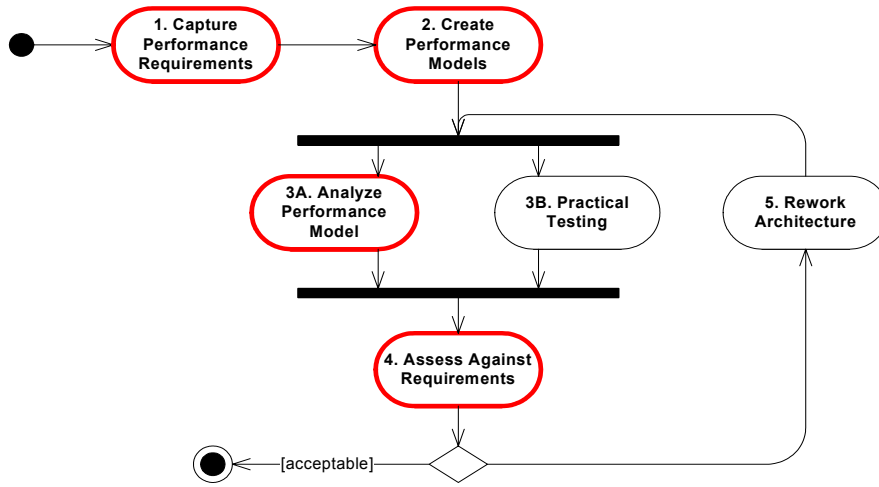 1. Capture
Performance
Requirements
2. Create
Performance
Models
3A. Analyze
Performance
Model
3B. Practical
Testing
5. Rework
Architecture
4. Assess Against
Requirements
[acceptable]